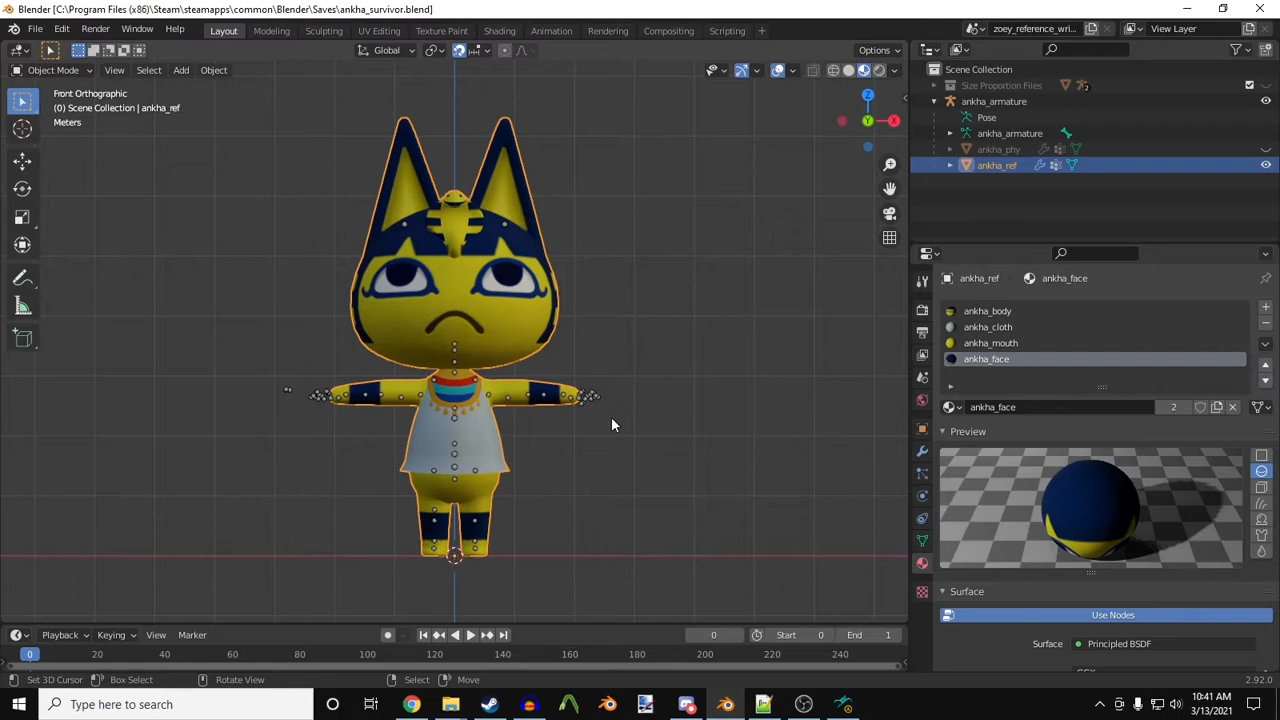 Blender [C:\Program Files (x86)\Steam\steamapps\common\Blender\Saves\ankha_survivor.blend]
File Edit Render Window Help Layout Modeling Sculpting UV Editing Texture Paint Shading Animation Rendering Compositing Scripting + zoey_reference_wri... View Layer
Global Options
Object Mode View Select Add Object
Front Orthographic
(0) Scene Collection | ankha_ref
Meters
Z
Y
X
Scene Collection
Size Proportion Files 2
ankha_armature
Pose
ankha_armature
ankha_phy
ankha_ref
ankha_ref ankha_face
ankha_body
ankha_cloth
ankha_mouth
ankha_face
ankha_face 2
Preview
Surface
Use Nodes
Surface Principled BSDF
Playback Keying View Marker 0 Start 0 End 1
0 20 40 60 80 100 120 140 160 180 200 220 240
Set 3D Cursor Box Select Rotate View Select Move 2.92.0
Type here to search
10:41 AM
3/13/2021